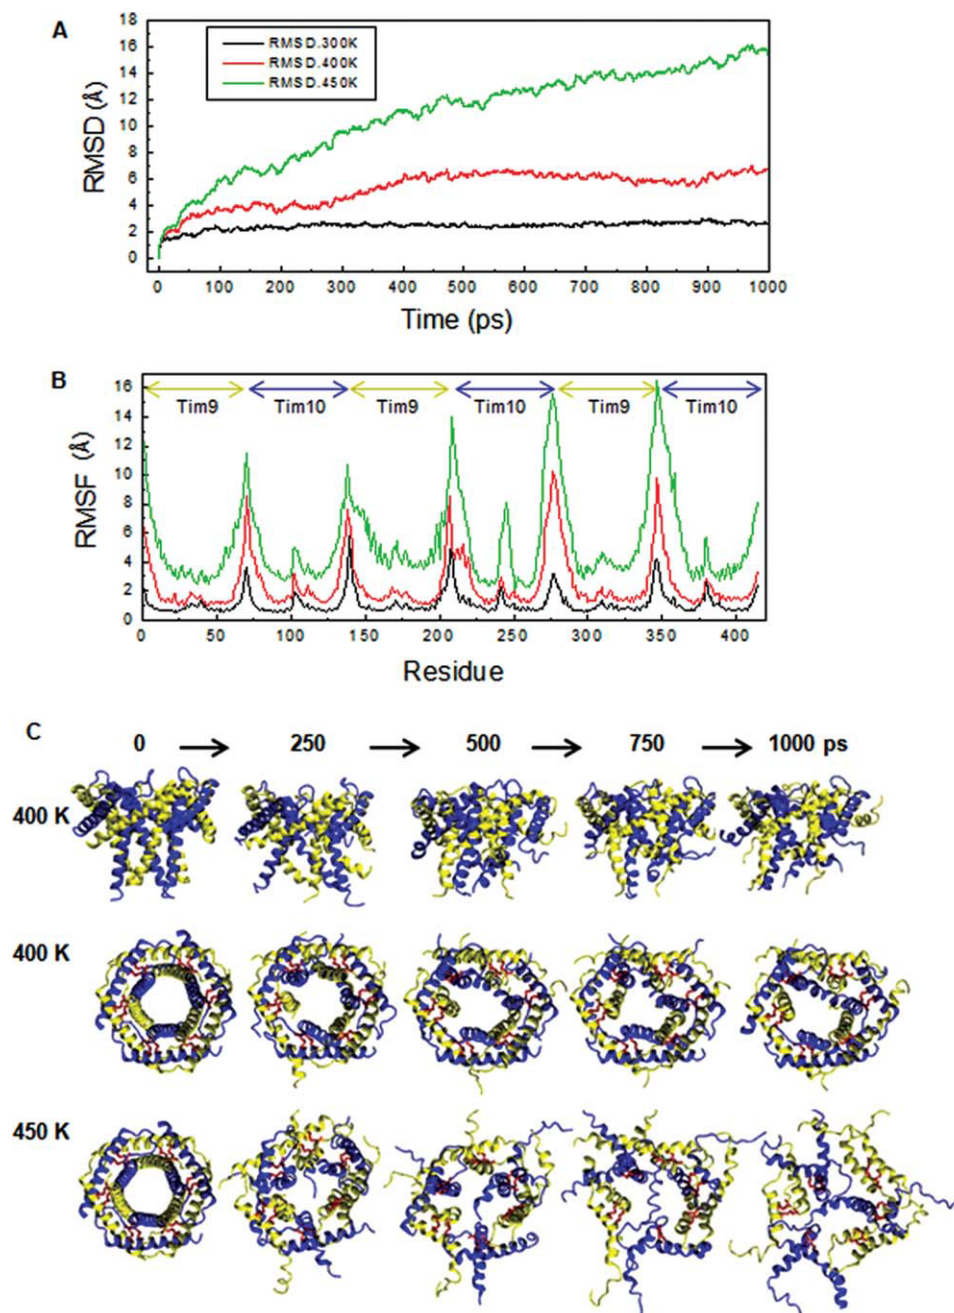 A
18
16
14
12
10
8
6
4
2
0
RMSD (Å)
RMSD.300K
RMSD.400K
RMSD.450K
0 100 200 300 400 500 600 700 800 900 1000
Time (ps)
B
16
14
12
10
8
6
4
2
0
RMSF (Å)
Tim9 Tim10 Tim9 Tim10 Tim9 Tim10
0 50 100 150 200 250 300 350 400
Residue
C
0 250 500 750 1000 ps
400 K
400 K
450 K